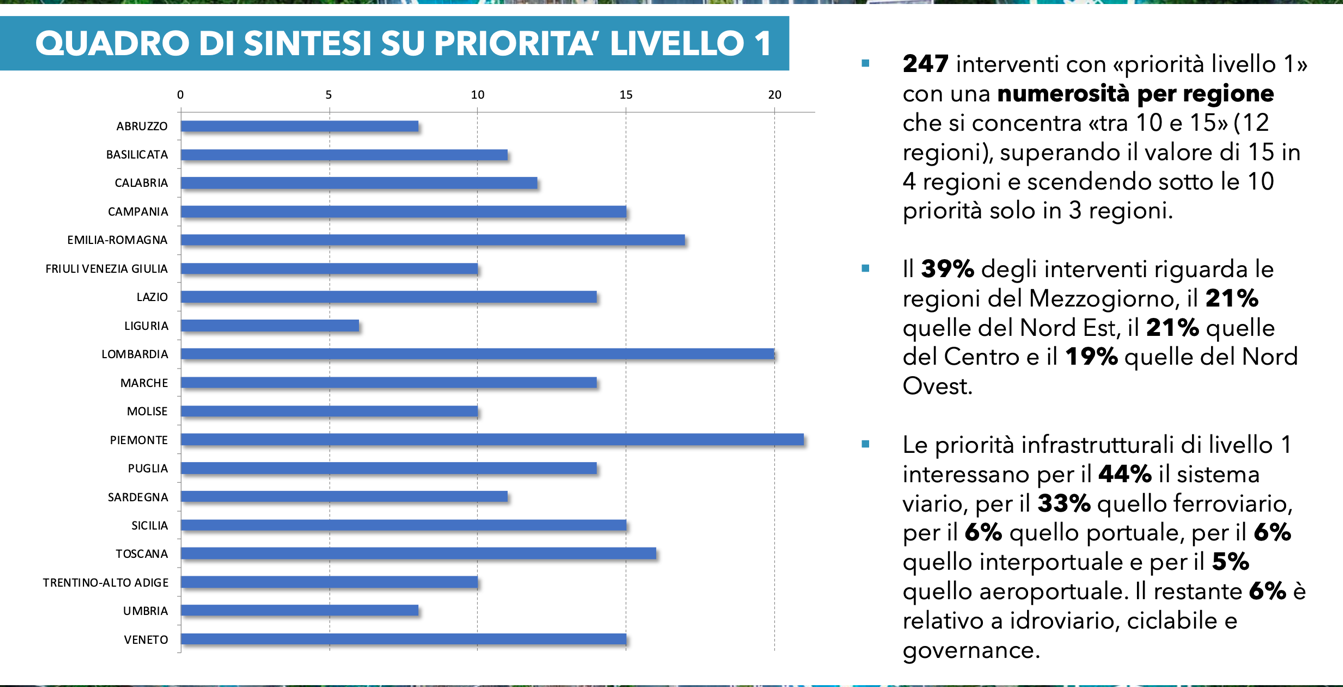 QUADRO DI SINTESI SU PRIORITA’ LIVELLO 1
0 5 10 15 20
ABRUZZO
BASILICATA
CALABRIA
CAMPANIA
EMILIA-ROMAGNA
FRIULI VENEZIA GIULIA
LAZIO
LIGURIA
LOMBARDIA
MARCHE
MOLISE
PIEMONTE
PUGLIA
SARDEGNA
SICILIA
TOSCANA
TRENTINO-ALTO ADIGE
UMBRIA
VENETO
▪ 247 interventi con «priorità livello 1»
con una numerosità per regione
che si concentra «tra 10 e 15» (12
regioni), superando il valore di 15 in
4 regioni e scendendo sotto le 10
priorità solo in 3 regioni.
▪ Il 39% degli interventi riguarda le
regioni del Mezzogiorno, il 21%
quelle del Nord Est, il 21% quelle
del Centro e il 19% quelle del Nord
Ovest.
▪ Le priorità infrastrutturali di livello 1
interessano per il 44% il sistema
viario, per il 33% quello ferroviario,
per il 6% quello portuale, per il 6%
quello interportuale e per il 5%
quello aeroportuale. Il restante 6% è
relativo a idroviario, ciclabile e
governance.